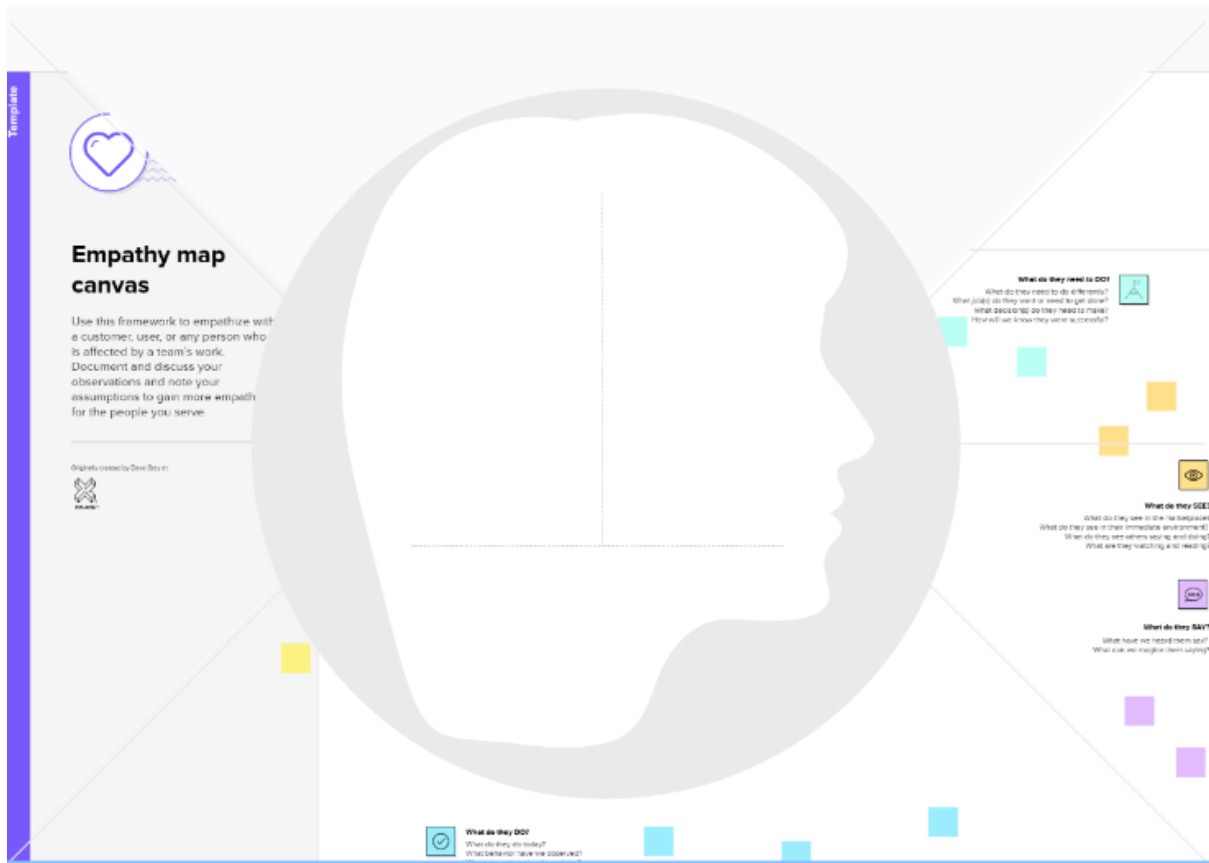 Template
Empathy map
canvas
Use this framework to empathize with
a customer, user, or any person who
is affected by a team's work.
Document and discuss your
observations and note your
assumptions to gain more empath
for the people you serve
Originally created by Dave Gray at
XPLANE
What do they need to DO?
What do they need to do differently?
What job(s) do they want or need to get done?
What decision(s) do they need to make?
How will we know they were successful?
What do they SEE?
What do they see in the marketplace?
What do they see in their immediate environment?
What do they see others saying and doing?
What are they watching and reading?
What do they SAY?
What have we heard them say?
What can we imagine them saying?
What do they DO?
What do they do today?
What behavior have we observed?